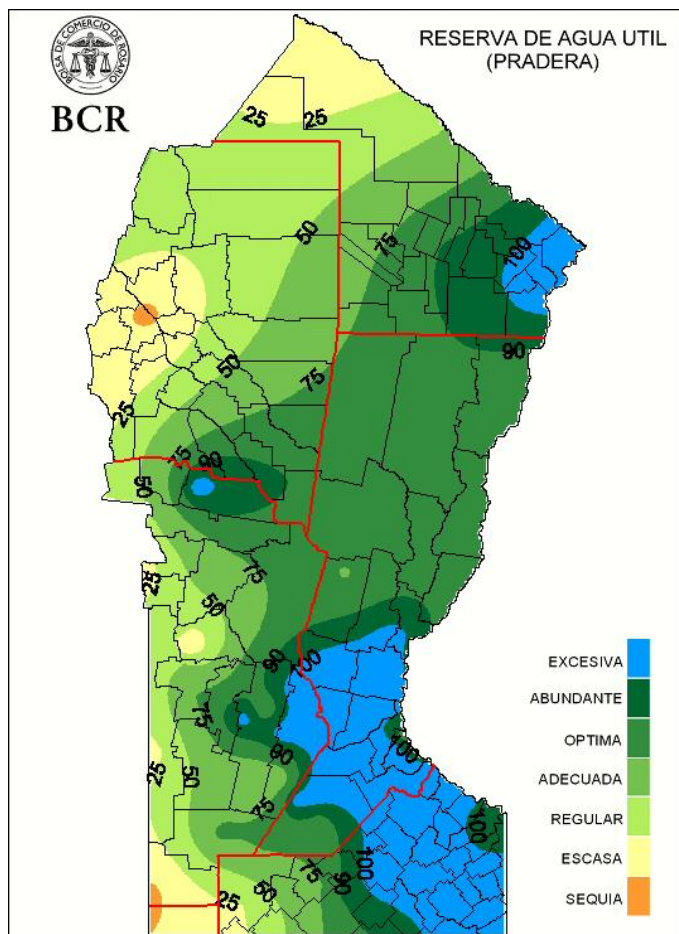 BOLSA DE COMERCIO DE ROSARIO
BCR
RESERVA DE AGUA UTIL
(PRADERA)
25
25
50
75
100
90
50
75
25
75
90
50
75
25
50
90
100
75
90
100
25
50
75
75
100
90
100
50
25
100
EXCESIVA
ABUNDANTE
OPTIMA
ADECUADA
REGULAR
ESCASA
SEQUIA